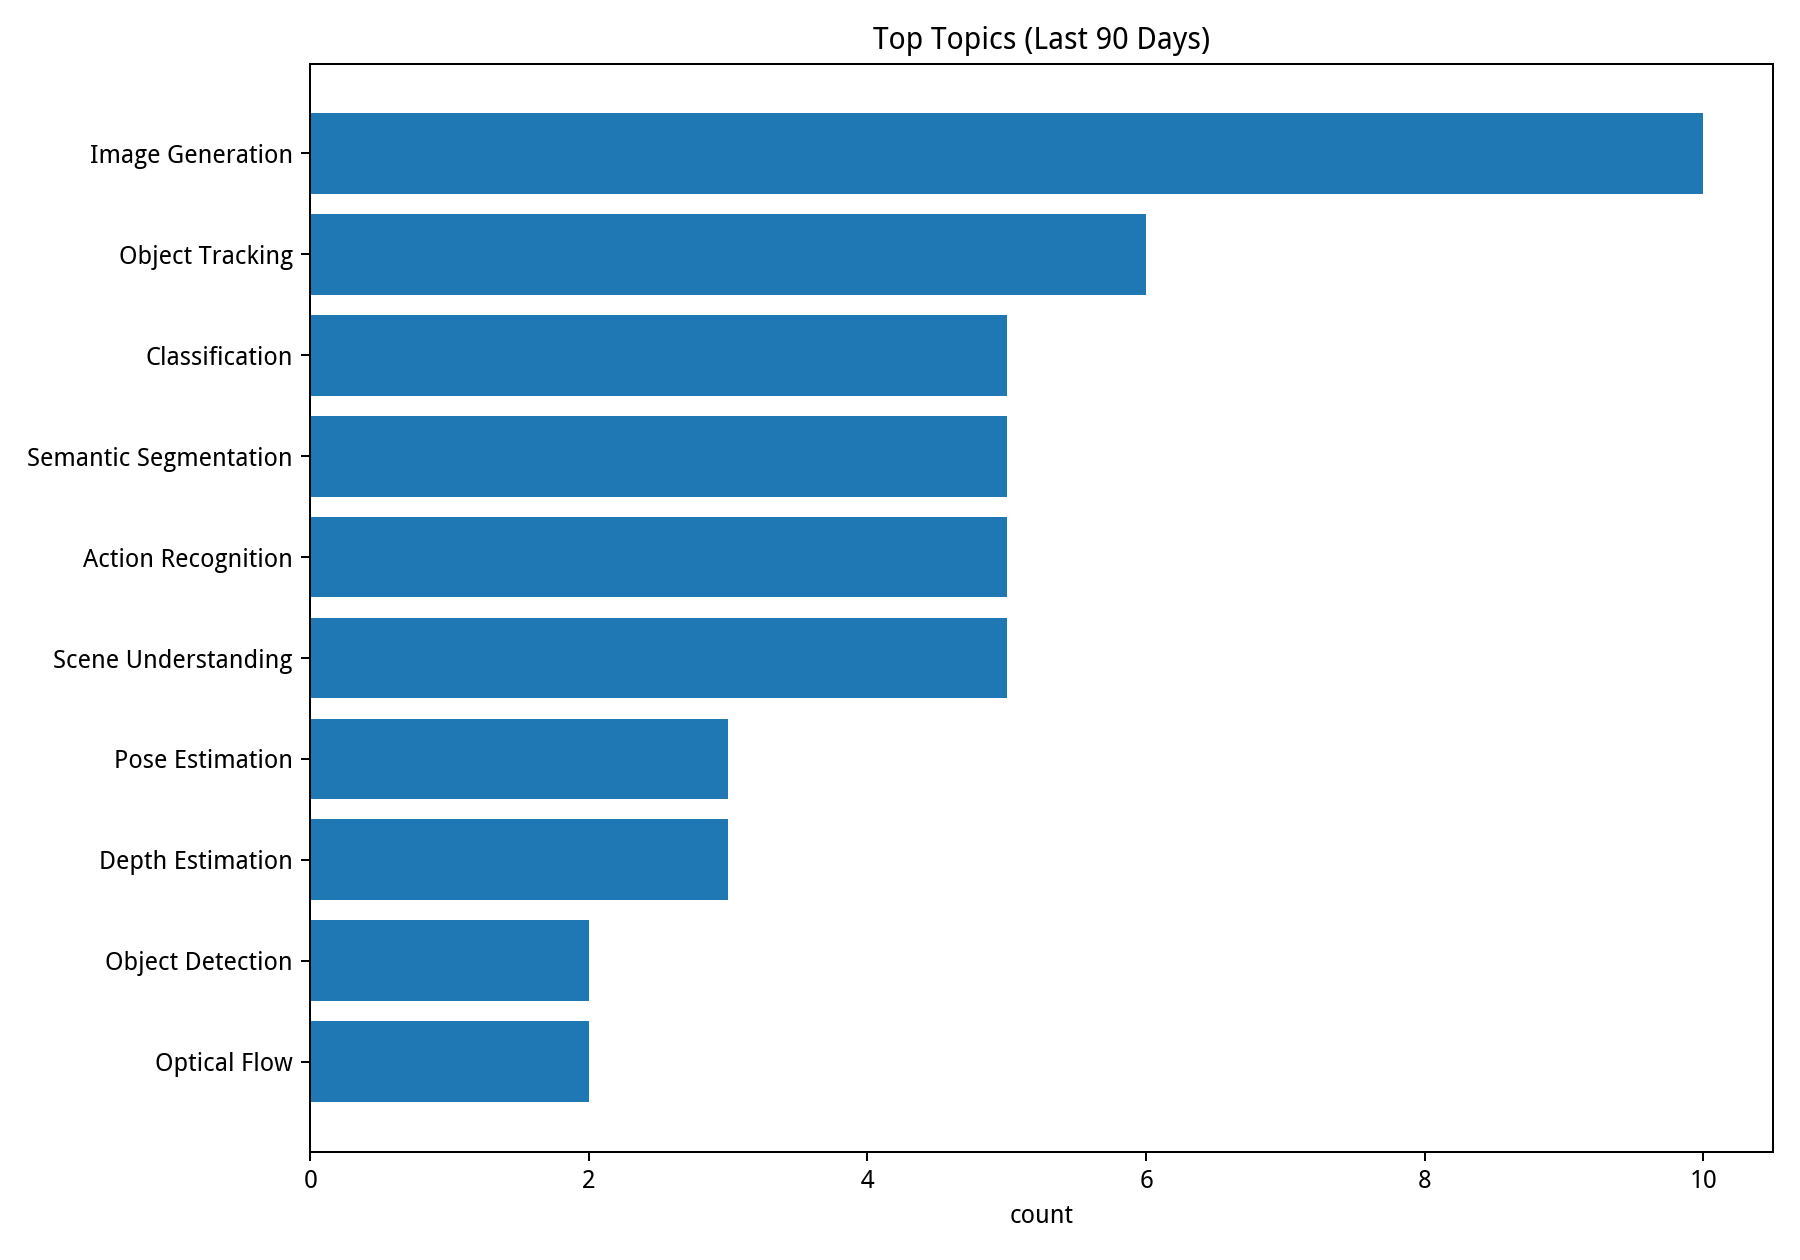 Top Topics (Last 90 Days)
Image Generation
Object Tracking
Classification
Semantic Segmentation
Action Recognition
Scene Understanding
Pose Estimation
Depth Estimation
Object Detection
Optical Flow
0 2 4 6 8 10
count